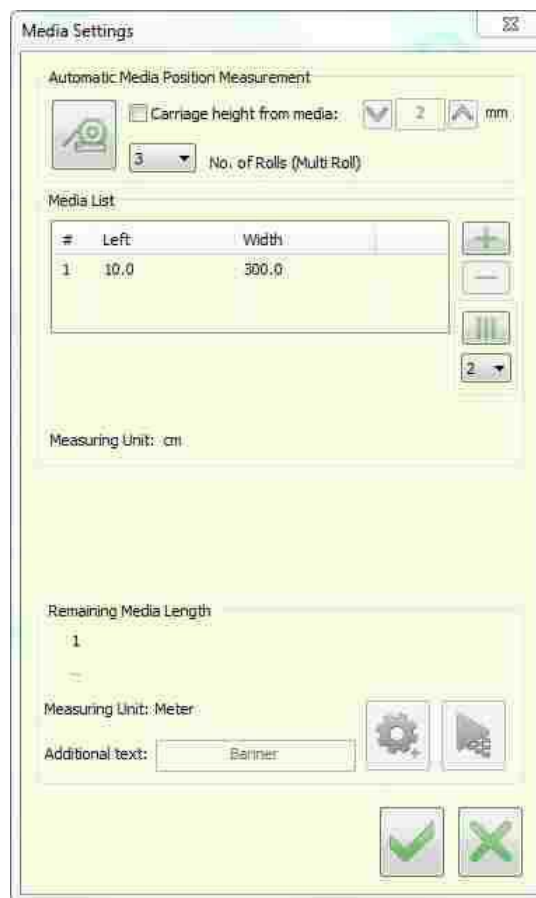 Media Settings
Automatic Media Position Measurement
Carriage height from media: 2 mm
3 No. of Rolls (Multi Roll)
Media List
# Left Width
1 10.0 300.0
2
Measuring Unit: cm
Remaining Media Length
1
--
Measuring Unit: Meter
Additional text: Banner